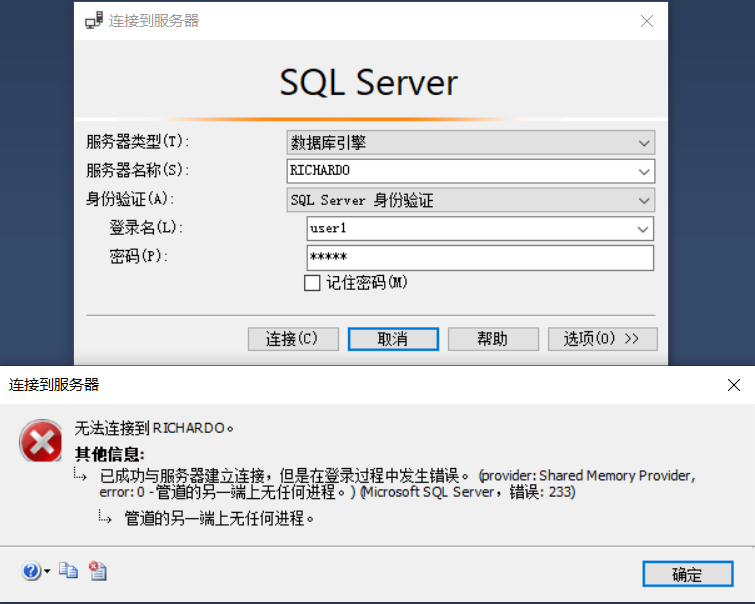 连接到服务器
SQL Server
服务器类型(T): 数据库引擎
服务器名称(S): RICHARDO
身份验证(A): SQL Server 身份验证
登录名(L): user1
密码(P): *****
记住密码(M)
连接(C) 取消 帮助 选项(O) >>
连接到服务器
无法连接到 RICHARDO。
其他信息:
已成功与服务器建立连接，但是在登录过程中发生错误。 (provider: Shared Memory Provider,
error: 0 - 管道的另一端上无任何进程。) (Microsoft SQL Server，错误: 233)
管道的另一端上无任何进程。
确定